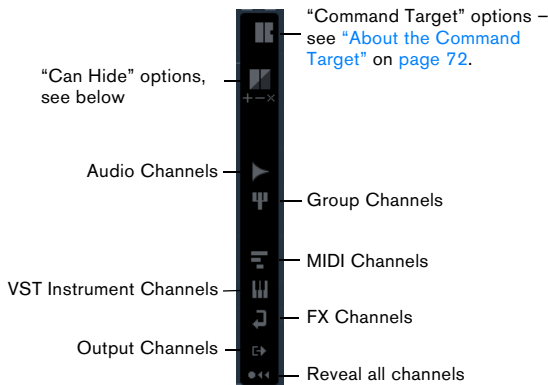 “Command Target” options –
see “About the Command
Target” on page 72.
“Can Hide” options,
see below
Audio Channels
Group Channels
MIDI Channels
VST Instrument Channels
FX Channels
Output Channels
Reveal all channels